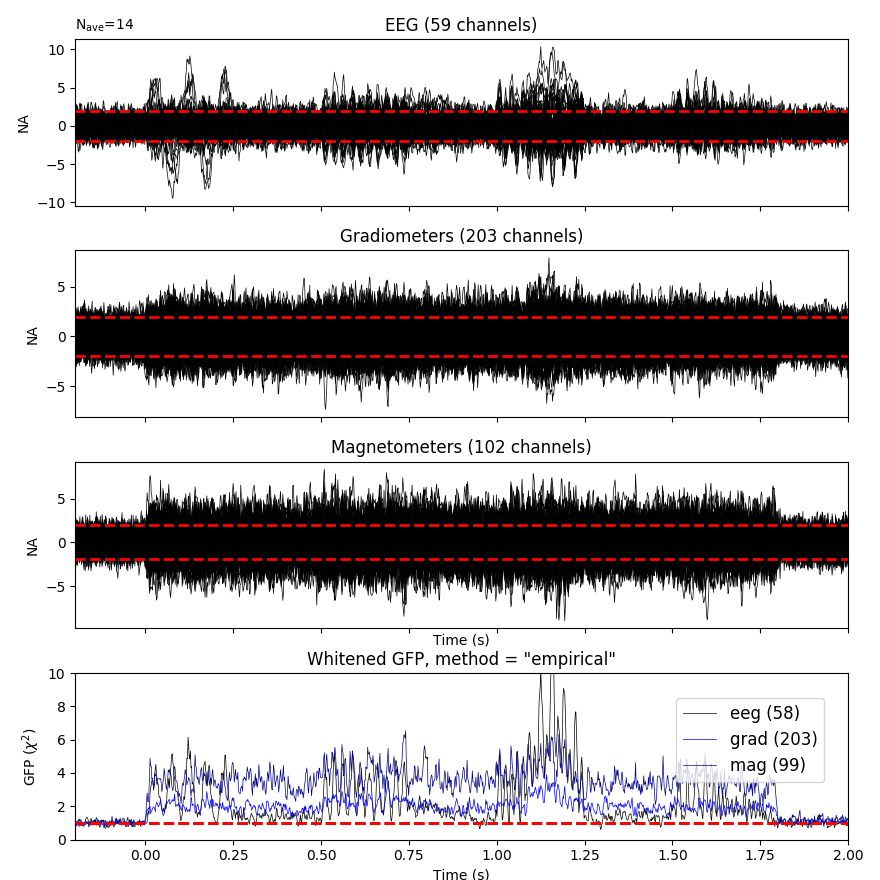 Nave=14
EEG (59 channels)
10
5
0
−5
−10
NA
Gradiometers (203 channels)
5
0
−5
NA
Magnetometers (102 channels)
5
0
−5
NA
Time (s)
Whitened GFP, method = "empirical"
10
8
6
4
2
0
GFP (χ²)
eeg (58)
grad (203)
mag (99)
0.00 0.25 0.50 0.75 1.00 1.25 1.50 1.75 2.00
Time (s)